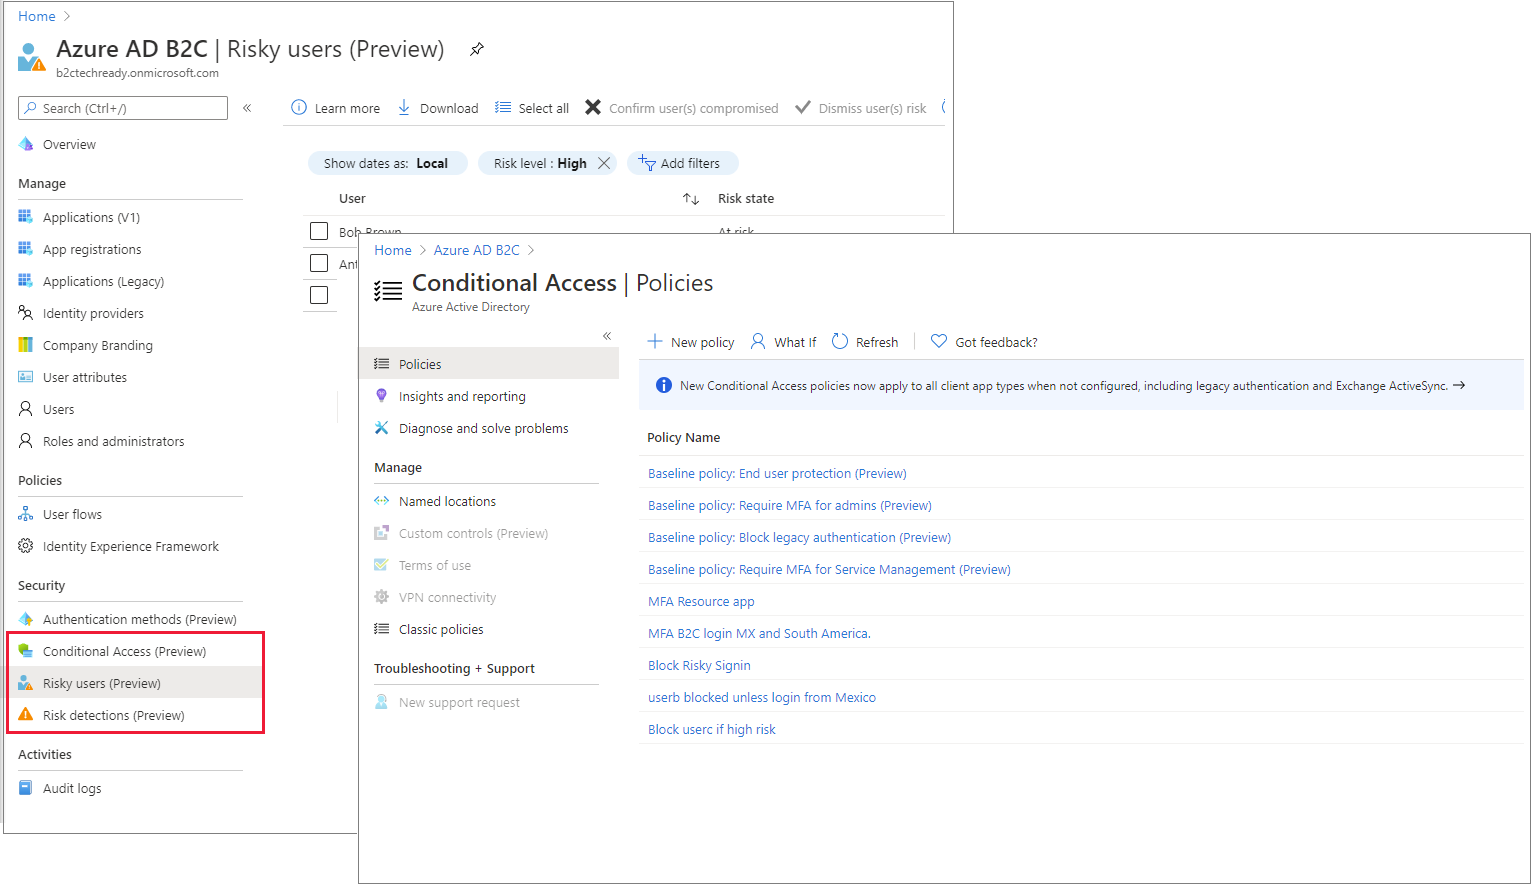 Home
Azure AD B2C | Risky users (Preview)
b2ctechready.onmicrosoft.com
Search (Ctrl+/)
«
Overview
Manage
Applications (V1)
App registrations
Applications (Legacy)
Identity providers
Company Branding
User attributes
Users
Roles and administrators
Policies
User flows
Identity Experience Framework
Security
Authentication methods (Preview)
Conditional Access (Preview)
Risky users (Preview)
Risk detections (Preview)
Activities
Audit logs
Learn more Download Select all Confirm user(s) compromised Dismiss user(s) risk
Show dates as: Local Risk level : High Add filters
User Risk state
Bob Brown At risk
Ant
Home > Azure AD B2C >
Conditional Access | Policies
Azure Active Directory
«
Policies
Insights and reporting
Diagnose and solve problems
Manage
Named locations
Custom controls (Preview)
Terms of use
VPN connectivity
Classic policies
Troubleshooting + Support
New support request
New policy What If Refresh Got feedback?
New Conditional Access policies now apply to all client app types when not configured, including legacy authentication and Exchange ActiveSync. →
Policy Name
Baseline policy: End user protection (Preview)
Baseline policy: Require MFA for admins (Preview)
Baseline policy: Block legacy authentication (Preview)
Baseline policy: Require MFA for Service Management (Preview)
MFA Resource app
MFA B2C login MX and South America.
Block Risky Signin
userb blocked unless login from Mexico
Block userc if high risk